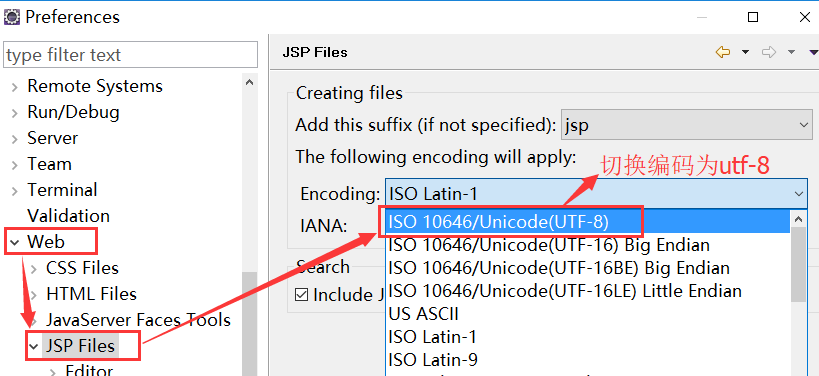 Preferences
type filter text
Remote Systems
Run/Debug
Server
Team
Terminal
Validation
Web
CSS Files
HTML Files
JavaServer Faces Tools
JSP Files
Editor
JSP Files
Creating files
Add this suffix (if not specified): jsp
The following encoding will apply:
切换编码为utf-8
Encoding: ISO Latin-1
IANA:
ISO 10646/Unicode(UTF-8)
ISO 10646/Unicode(UTF-16) Big Endian
ISO 10646/Unicode(UTF-16BE) Big Endian
ISO 10646/Unicode(UTF-16LE) Little Endian
US ASCII
ISO Latin-1
ISO Latin-9
Search
Include J